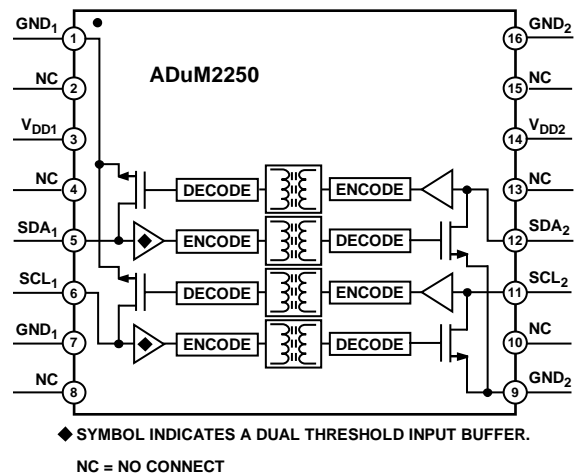 ADuM2250
GND1 1
NC 2
VDD1 3
NC 4
SDA1 5
SCL1 6
GND1 7
NC 8
16 GND2
15 NC
14 VDD2
13 NC
12 SDA2
11 SCL2
10 NC
9 GND2
DECODE ENCODE
ENCODE DECODE
DECODE ENCODE
ENCODE DECODE
◆ SYMBOL INDICATES A DUAL THRESHOLD INPUT BUFFER.
NC = NO CONNECT